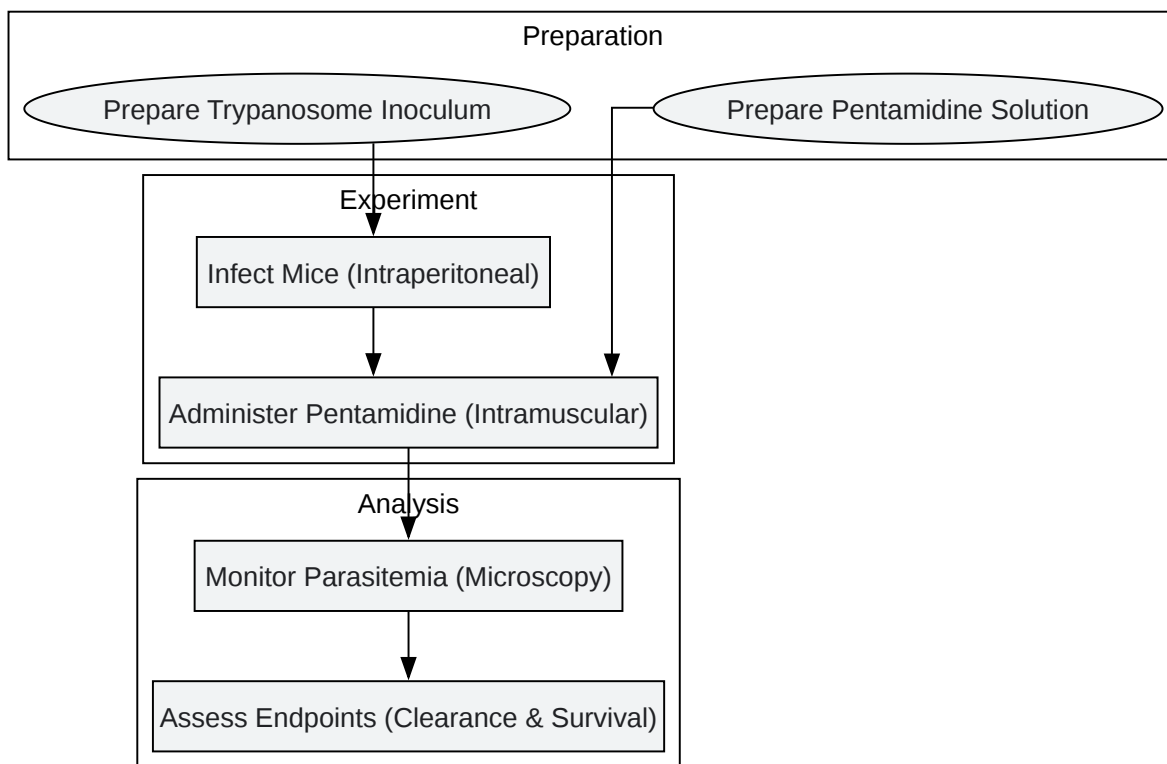 Preparation
Prepare Trypanosome Inoculum
Prepare Pentamidine Solution
Experiment
Infect Mice (Intraperitoneal)
Administer Pentamidine (Intramuscular)
Analysis
Monitor Parasitemia (Microscopy)
Assess Endpoints (Clearance & Survival)